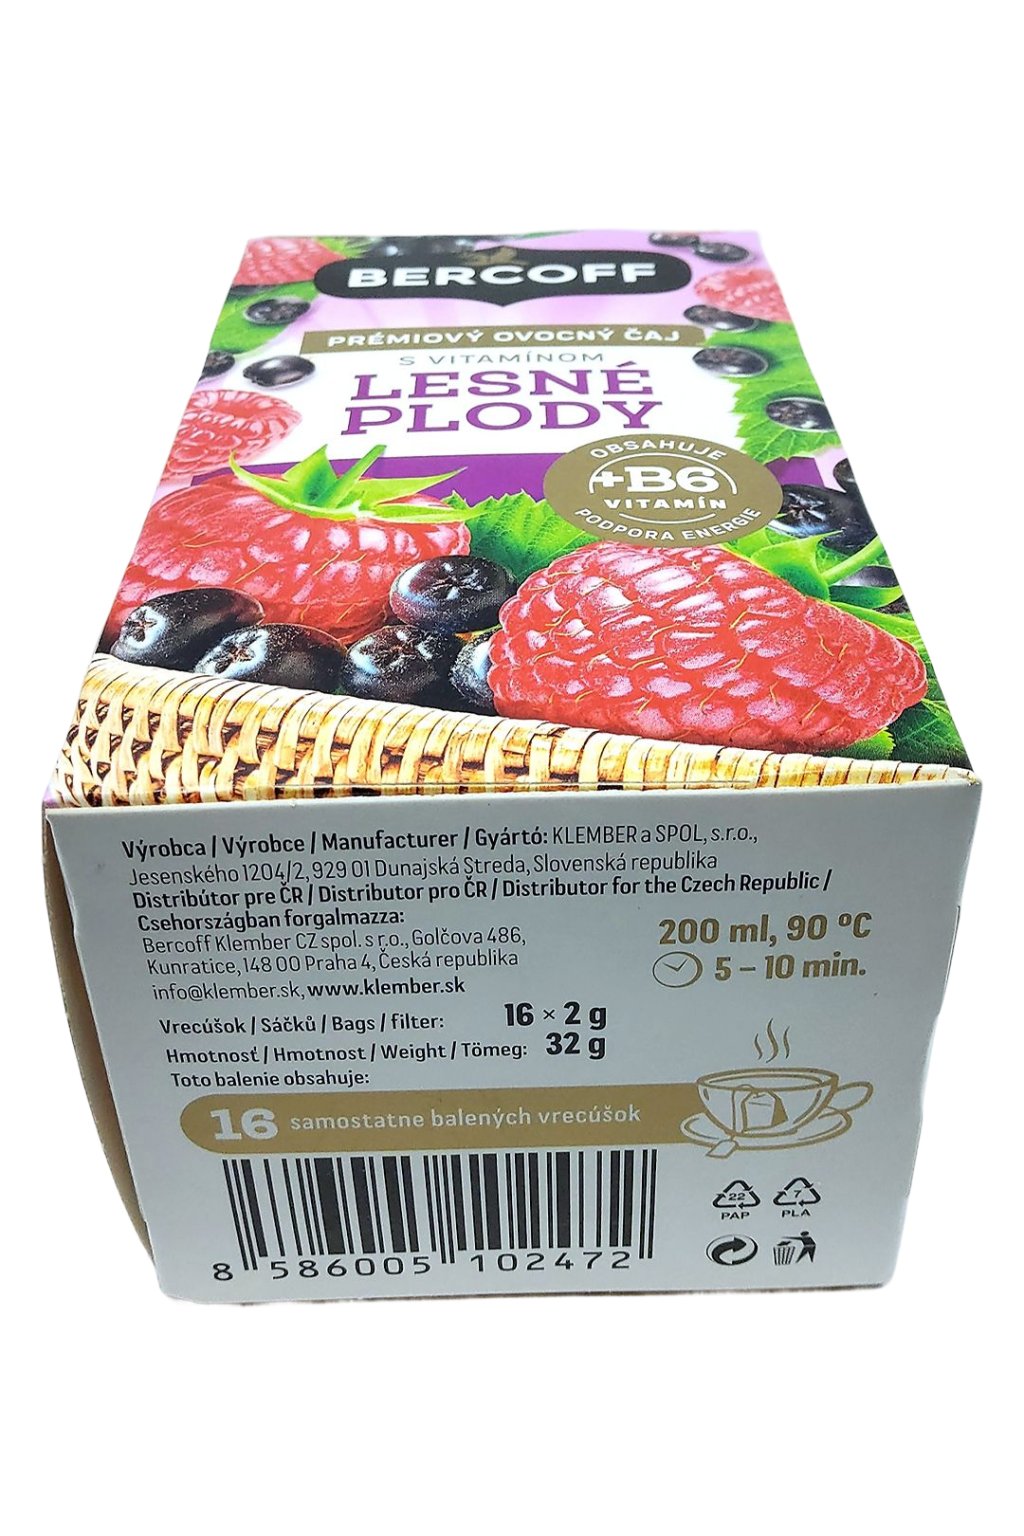 BERCOFF
PRÉMIOVÝ OVOCNÝ ČAJ
S VITAMÍNOM
LESNÉ
PLODY
OBSAHUJE
+B6
VITAMÍN
PODPORA ENERGIE
Výrobca / Výrobce / Manufacturer / Gyártó: KLEMBER a SPOL, s.r.o.,
Jesenského 1204/2, 929 01 Dunajská Streda, Slovenská republika
Distribútor pre ČR / Distributor pro ČR / Distributor for the Czech Republic /
Csehországban forgalmazza:
Bercoff Klember CZ spol. s r.o., Golčova 486,
Kunratice, 148 00 Praha 4, Česká republika
info@klember.sk, www.klember.sk
200 ml, 90 ºC
5 – 10 min.
Vrecúšok / Sáčků / Bags / filter: 16 × 2 g
Hmotnosť / Hmotnost / Weight / Tömeg: 32 g
Toto balenie obsahuje:
16 samostatne balených vrecúšok
22
PAP
7
PLA
8 586005 102472